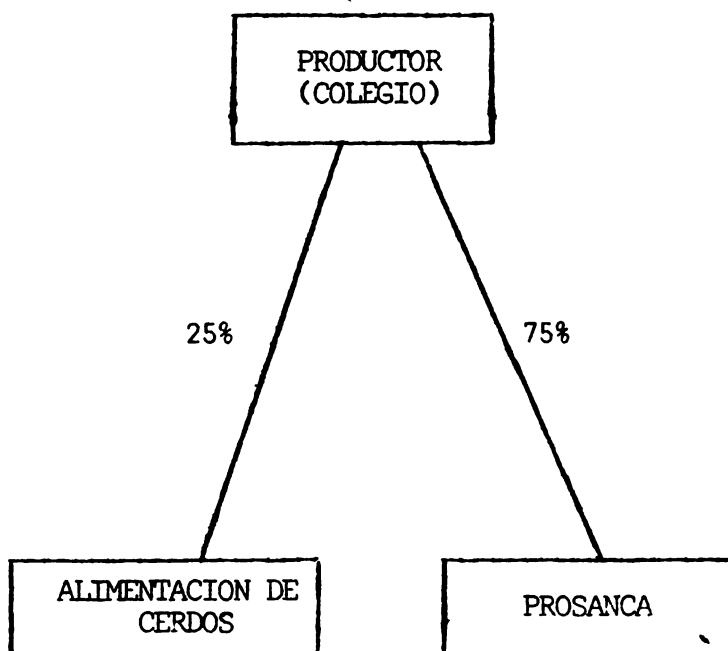 PRODUCTOR
(COLEGIO)
25%
75%
ALIMENTACION DE
CERDOS
PROSANCA